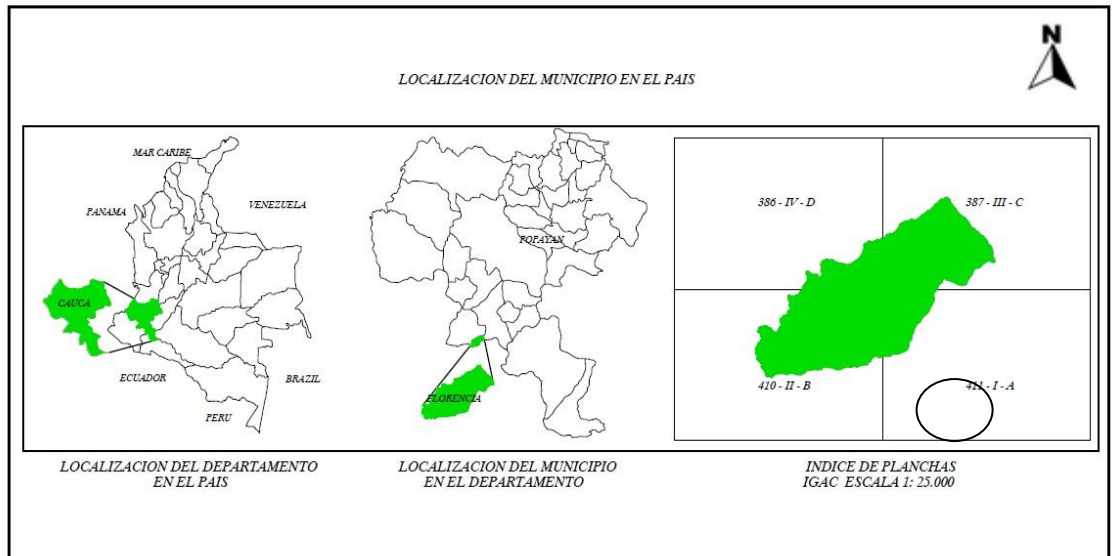 N
LOCALIZACION DEL MUNICIPIO EN EL PAIS
MAR CARIBE
PANAMA
VENEZUELA
CAUCA
ECUADOR
BRAZIL
PERU
LOCALIZACION DEL DEPARTAMENTO
EN EL PAIS
POPAYAN
FLORENCIA
LOCALIZACION DEL MUNICIPIO
EN EL DEPARTAMENTO
386 - IV - D
387 - III - C
410 - II - B
411 - I - A
INDICE DE PLANCHAS
IGAC ESCALA 1: 25.000